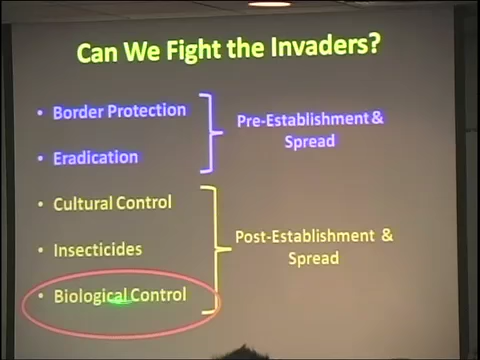 Can We Fight the Invaders?
• Border Protection
• Eradication
Pre-Establishment &
Spread
• Cultural Control
• Insecticides
• Biological Control
Post-Establishment &
Spread